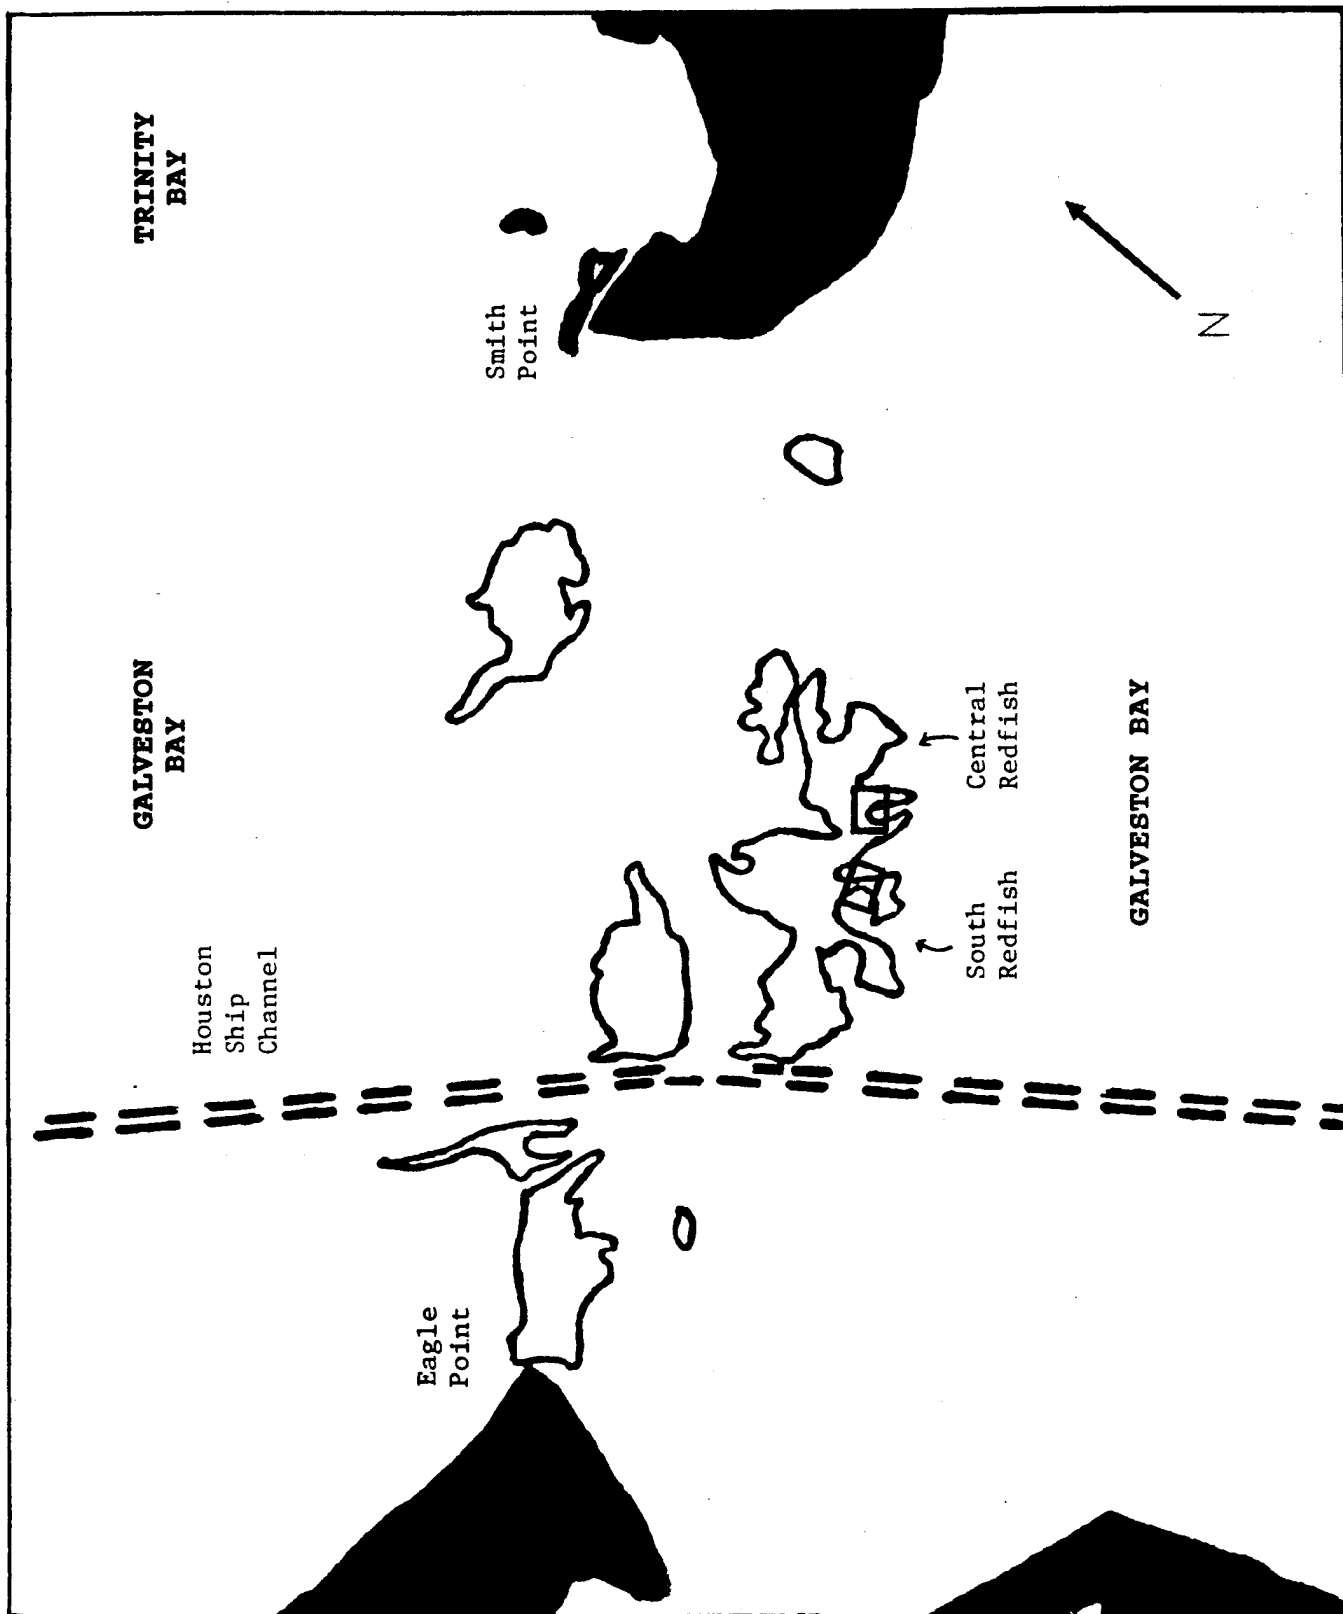 TRINITY
BAY
Smith
Point
GALVESTON
BAY
Houston
Ship
Channel
Eagle
Point
Central
Redfish
South
Redfish
GALVESTON BAY
N